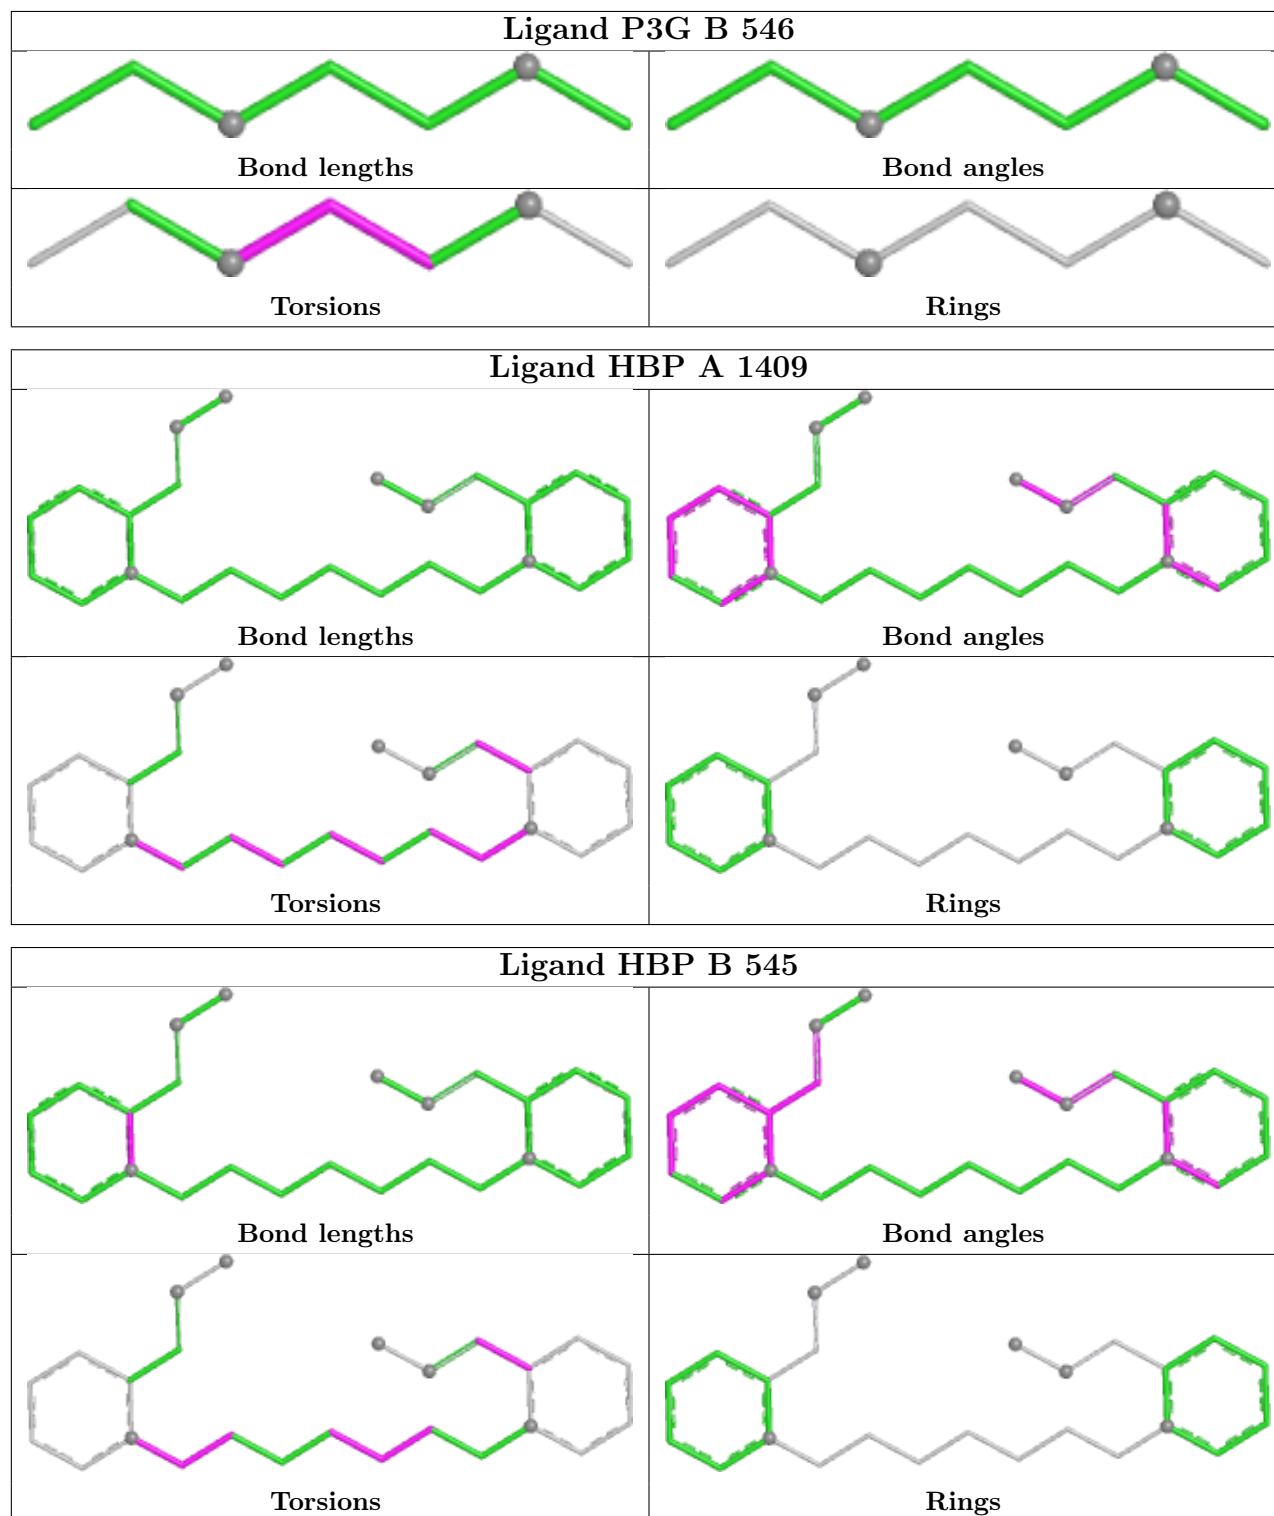 Ligand P3G B 546
Bond lengths
Bond angles
Torsions
Rings
Ligand HBP A 1409
Bond lengths
Bond angles
Torsions
Rings
Ligand HBP B 545
Bond lengths
Bond angles
Torsions
Rings